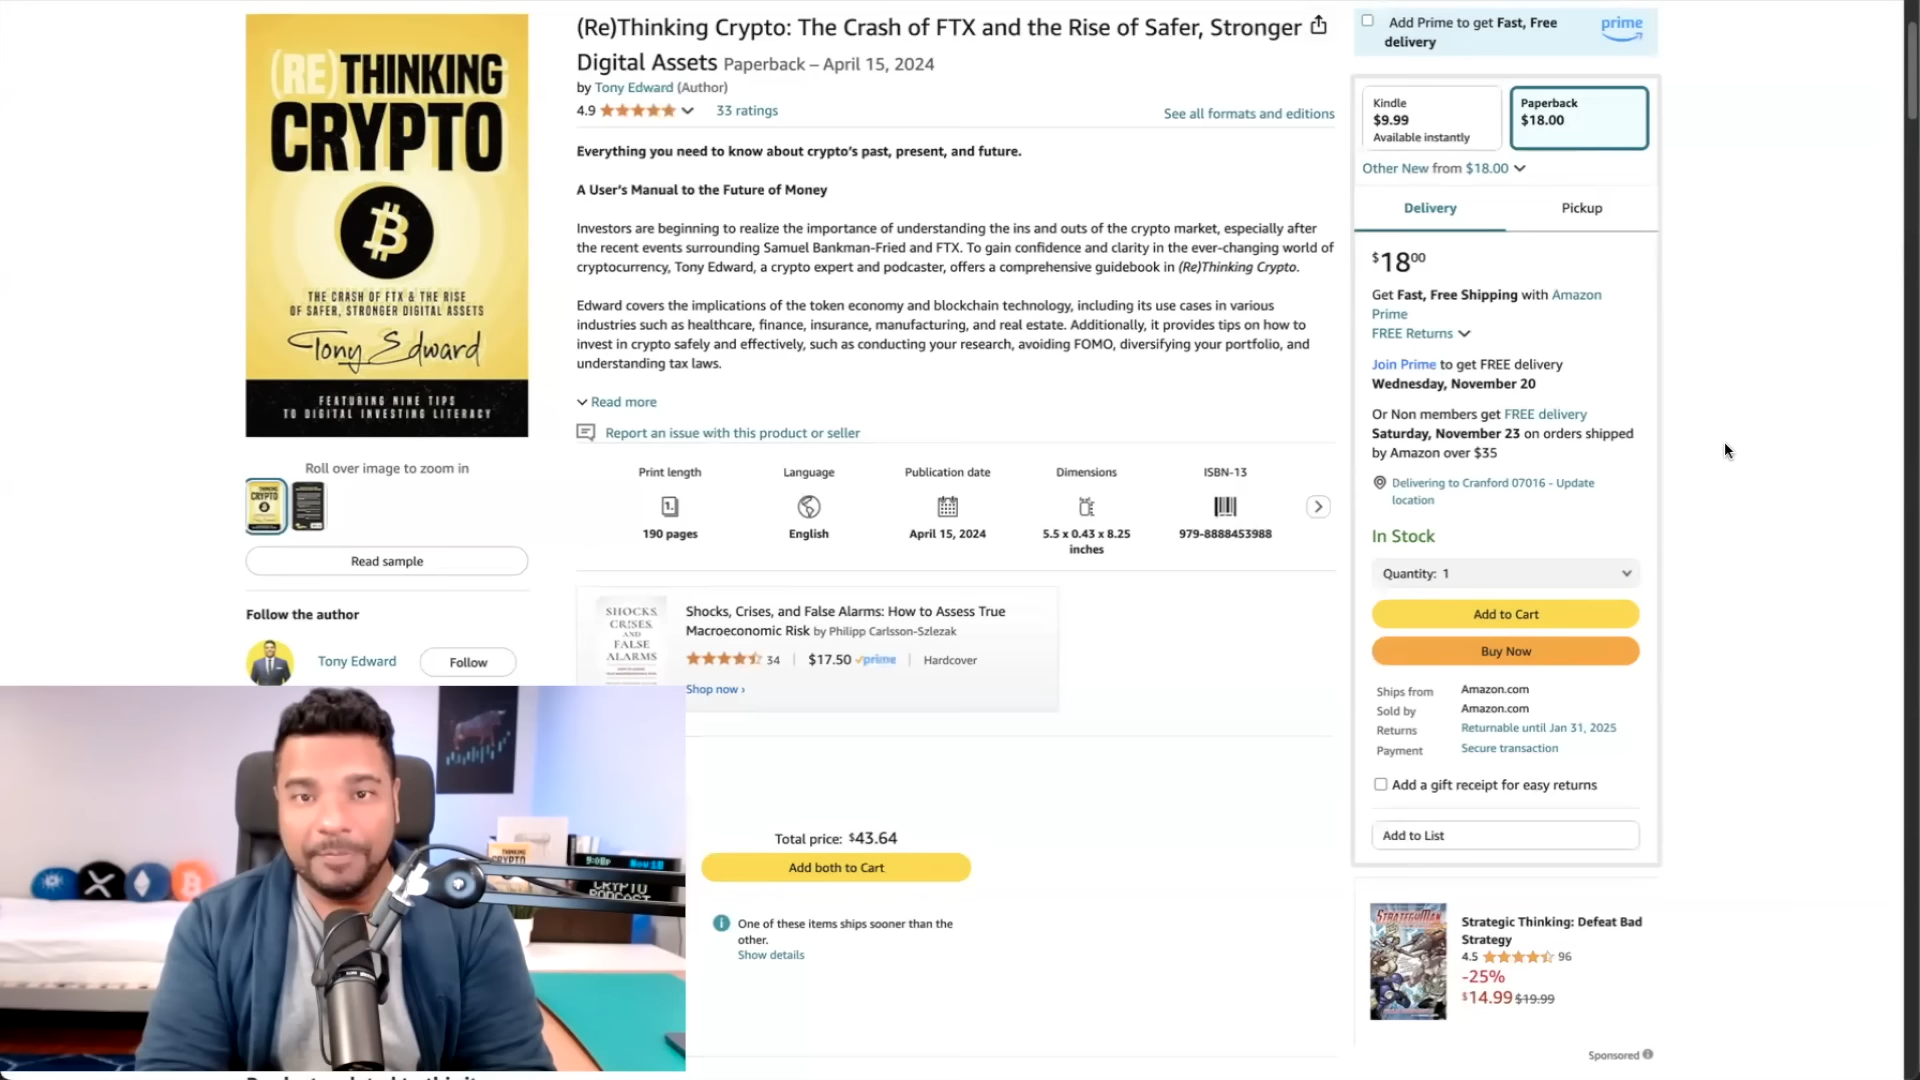 (RE)THINKING
CRYPTO
THE CRASH OF FTX & THE RISE
OF SAFER, STRONGER DIGITAL ASSETS
Tony Edward
FEATURING NINE TIPS
TO DIGITAL INVESTING LITERACY
Roll over image to zoom in
THINKING
CRYPTO
Read sample
Follow the author
Tony Edward
Follow
(Re)Thinking Crypto: The Crash of FTX and the Rise of Safer, Stronger
Digital Assets Paperback – April 15, 2024
by Tony Edward (Author)
4.9 33 ratings
See all formats and editions
Everything you need to know about crypto's past, present, and future.
A User's Manual to the Future of Money
Investors are beginning to realize the importance of understanding the ins and outs of the crypto market, especially after
the recent events surrounding Samuel Bankman-Fried and FTX. To gain confidence and clarity in the ever-changing world of
cryptocurrency, Tony Edward, a crypto expert and podcaster, offers a comprehensive guidebook in (Re)Thinking Crypto.
Edward covers the implications of the token economy and blockchain technology, including its use cases in various
industries such as healthcare, finance, insurance, manufacturing, and real estate. Additionally, it provides tips on how to
invest in crypto safely and effectively, such as conducting your research, avoiding FOMO, diversifying your portfolio, and
understanding tax laws.
Read more
Report an issue with this product or seller
Print length Language Publication date Dimensions ISBN-13
190 pages English April 15, 2024 5.5 x 0.43 x 8.25 979-8888453988
inches
SHOCKS,
CRISES,
AND
FALSE
ALARMS
Shocks, Crises, and False Alarms: How to Assess True
Macroeconomic Risk by Philipp Carlsson-Szlezak
34 | $17.50 prime | Hardcover
Shop now ›
Total price: $43.64
Add both to Cart
One of these items ships sooner than the
other.
Show details
THINKING
CRYPTO
9:08p Nov 18
CRYPTO
PODCAST
Add Prime to get Fast, Free
delivery
prime
Kindle
$9.99
Available instantly
Paperback
$18.00
Other New from $18.00
Delivery Pickup
$1800
Get Fast, Free Shipping with Amazon
Prime
FREE Returns
Join Prime to get FREE delivery
Wednesday, November 20
Or Non members get FREE delivery
Saturday, November 23 on orders shipped
by Amazon over $35
Delivering to Cranford 07016 - Update
location
In Stock
Quantity: 1
Add to Cart
Buy Now
Ships from Amazon.com
Sold by Amazon.com
Returns Returnable until Jan 31, 2025
Payment Secure transaction
Add a gift receipt for easy returns
Add to List
STRATEGYMAN
Strategic Thinking: Defeat Bad
Strategy
4.5 96
-25%
$14.99 $19.99
Sponsored